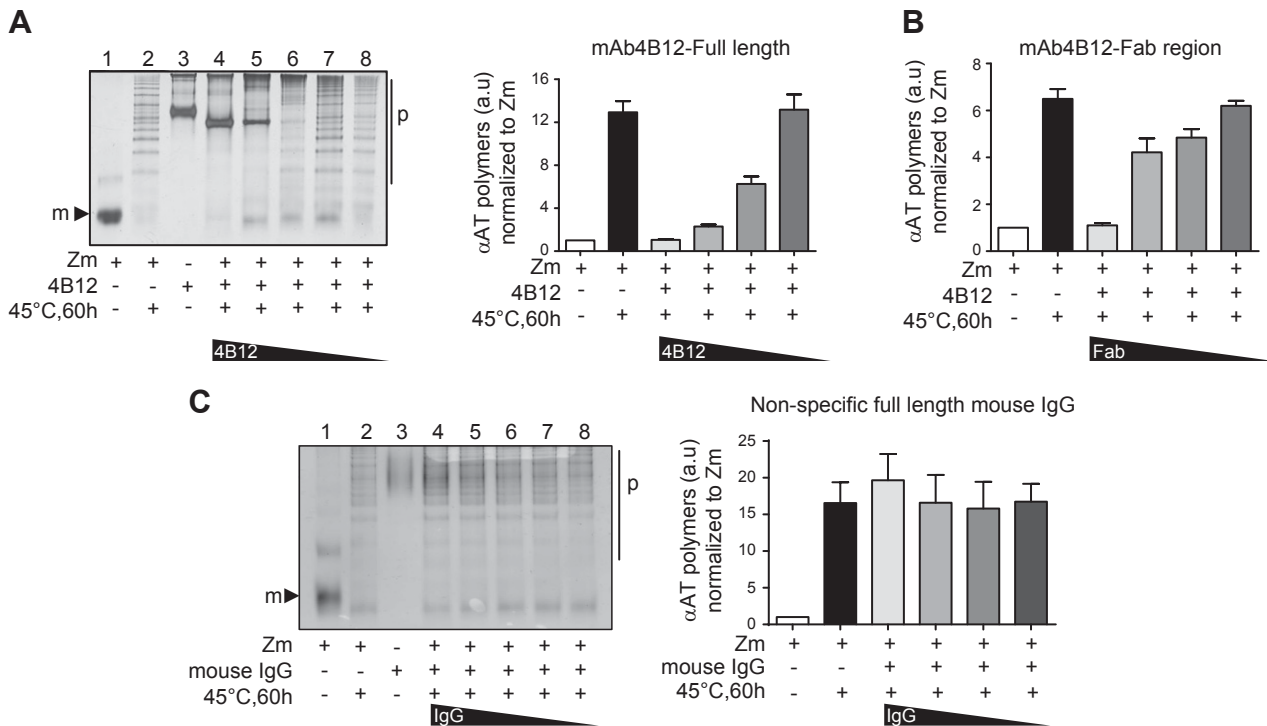 A
1 2 3 4 5 6 7 8
p
m
Zm + + - + + + + +
4B12 - - + + + + + +
45°C,60h - + - + + + + +
4B12
mAb4B12-Full length
αAT polymers (a.u)
normalized to Zm
16
12
8
4
0
Zm + + + + + +
4B12 - - + + + +
45°C,60h - + + + + +
4B12
B
mAb4B12-Fab region
αAT polymers (a.u)
normalized to Zm
8
6
4
2
0
Zm + + + + + +
4B12 - - + + + +
45°C,60h - + + + + +
Fab
C
1 2 3 4 5 6 7 8
p
m
Zm + + - + + + + +
mouse IgG - - + + + + + +
45°C,60h - + - + + + + +
IgG
Non-specific full length mouse IgG
αAT polymers (a.u)
normalized to Zm
25
20
15
10
5
0
Zm + + + + + +
mouse IgG - - + + + +
45°C,60h - + + + + +
IgG